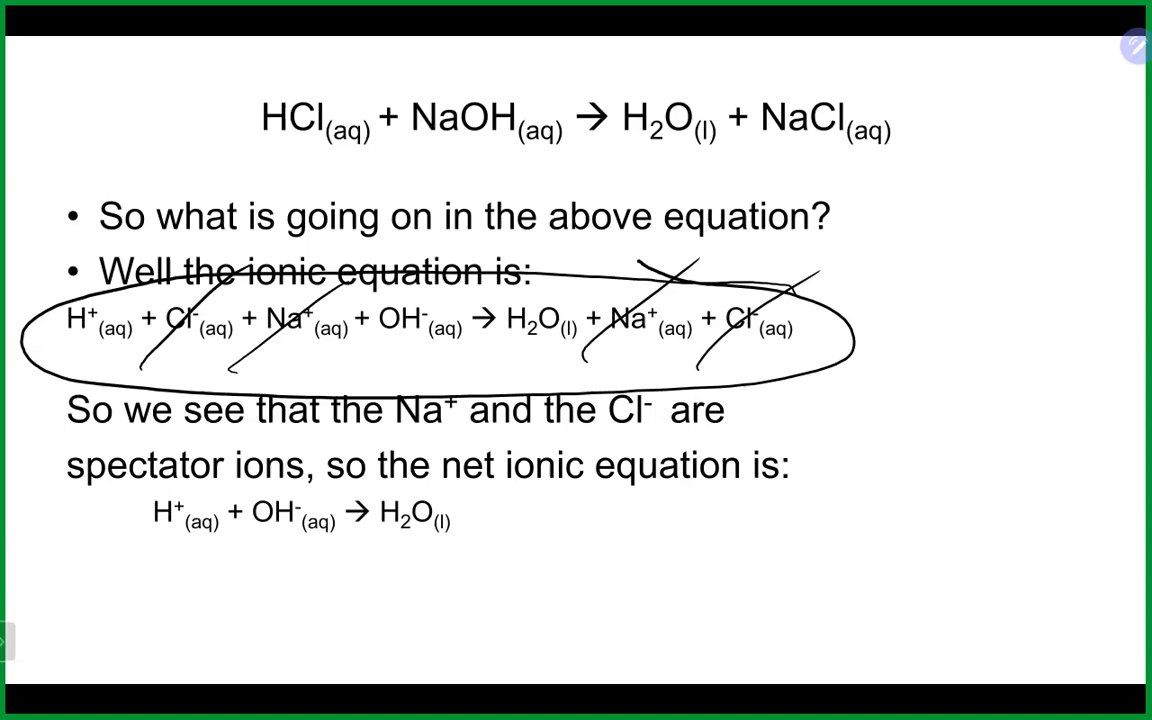 HCl(aq) + NaOH(aq) → H₂O(l) + NaCl(aq)
• So what is going on in the above equation?
• Well the ionic equation is:
H⁺(aq) + Cl⁻(aq) + Na⁺(aq) + OH⁻(aq) → H₂O(l) + Na⁺(aq) + Cl⁻(aq)
So we see that the Na⁺ and the Cl⁻ are
spectator ions, so the net ionic equation is:
H⁺(aq) + OH⁻(aq) → H₂O(l)